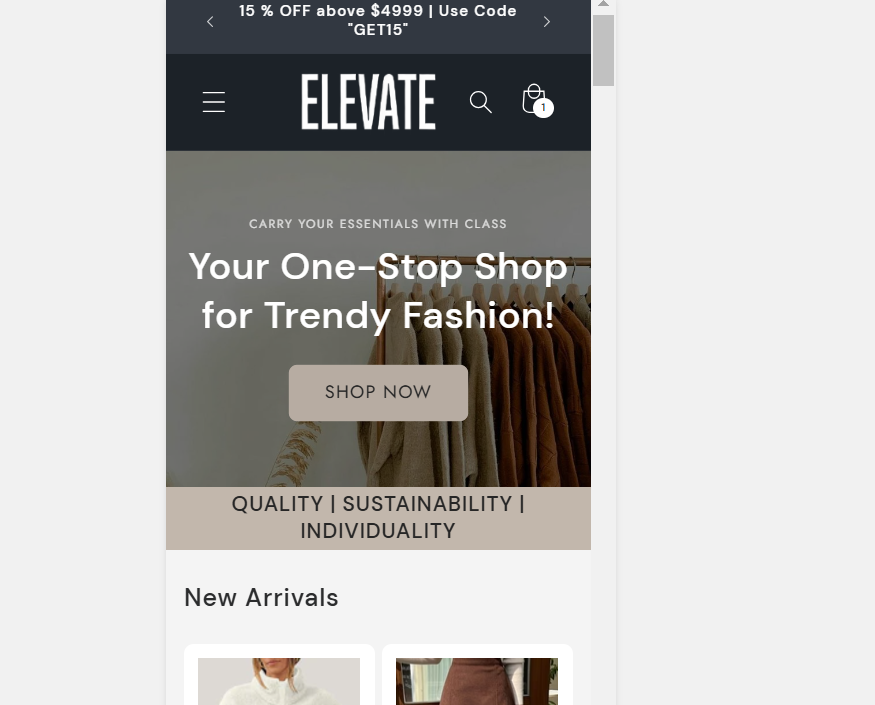 15 % OFF above $4999 | Use Code
"GET15"
ELEVATE
1
CARRY YOUR ESSENTIALS WITH CLASS
Your One-Stop Shop
for Trendy Fashion!
SHOP NOW
QUALITY | SUSTAINABILITY |
INDIVIDUALITY
New Arrivals